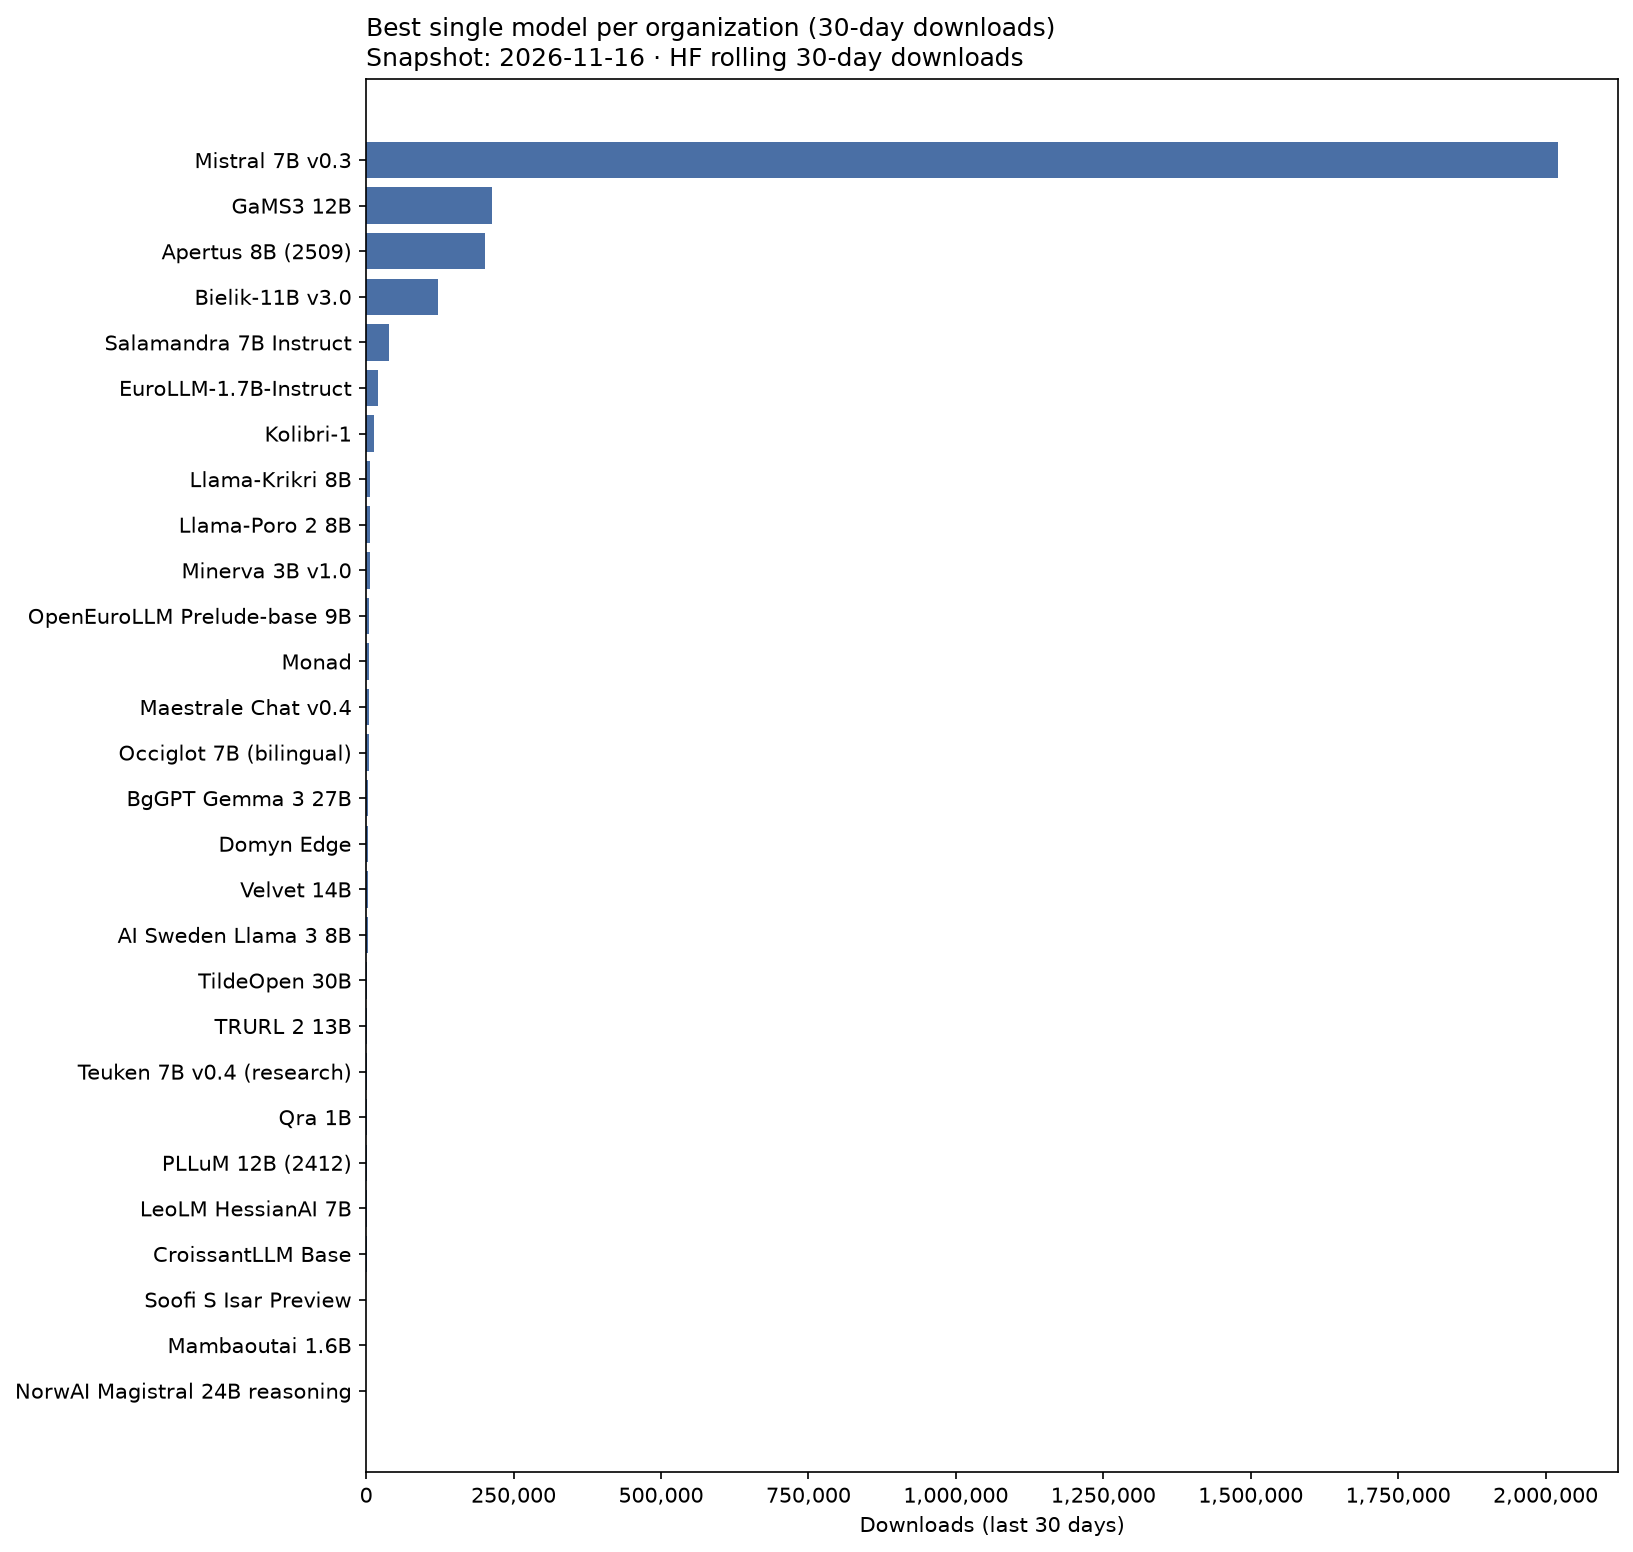 Best single model per organization (30-day downloads)
Snapshot: 2026-11-16 · HF rolling 30-day downloads
Mistral 7B v0.3
GaMS3 12B
Apertus 8B (2509)
Bielik-11B v3.0
Salamandra 7B Instruct
EuroLLM-1.7B-Instruct
Kolibri-1
Llama-Krikri 8B
Llama-Poro 2 8B
Minerva 3B v1.0
OpenEuroLLM Prelude-base 9B
Monad
Maestrale Chat v0.4
Occiglot 7B (bilingual)
BgGPT Gemma 3 27B
Domyn Edge
Velvet 14B
AI Sweden Llama 3 8B
TildeOpen 30B
TRURL 2 13B
Teuken 7B v0.4 (research)
Qra 1B
PLLuM 12B (2412)
LeoLM HessianAI 7B
CroissantLLM Base
Soofi S Isar Preview
Mambaoutai 1.6B
NorwAI Magistral 24B reasoning
0 250,000 500,000 750,000 1,000,000 1,250,000 1,500,000 1,750,000 2,000,000
Downloads (last 30 days)